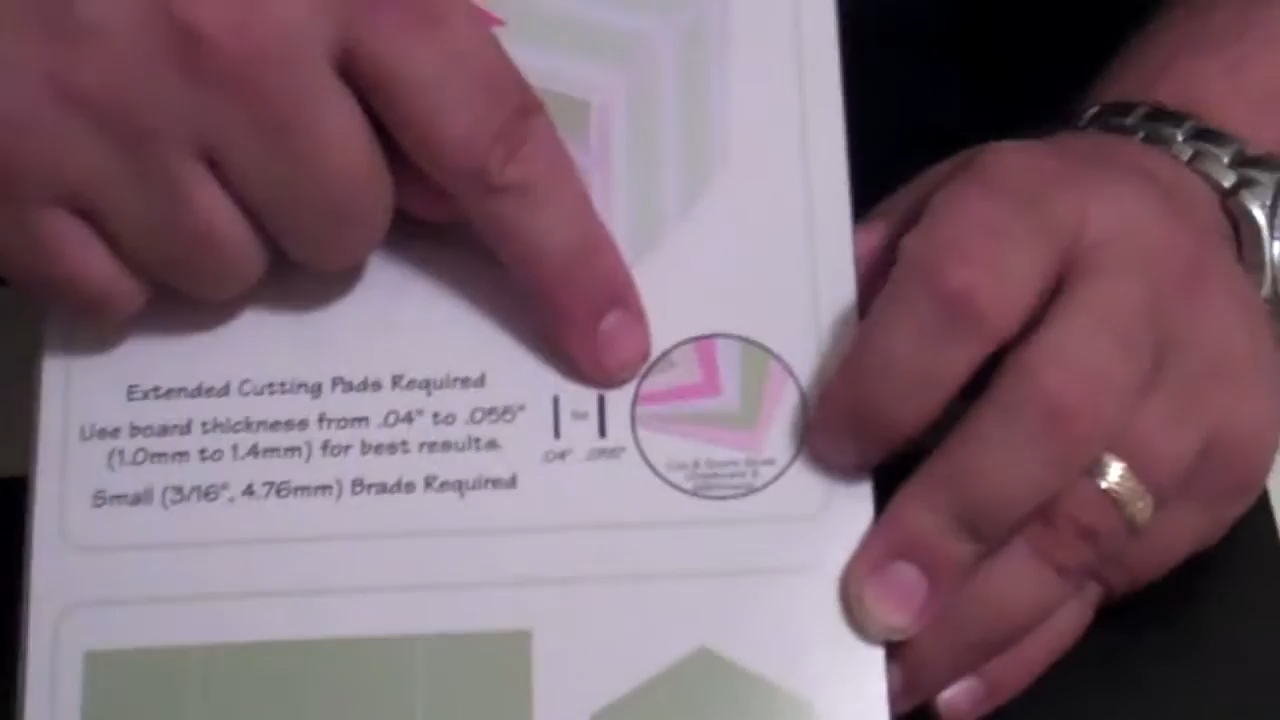 Extended Cutting Pads Required
Use board thickness from .04" to .055"
(1.0mm to 1.4mm) for best results.
Small (3/16", 4.76mm) Brads Required
to
.04" .055"